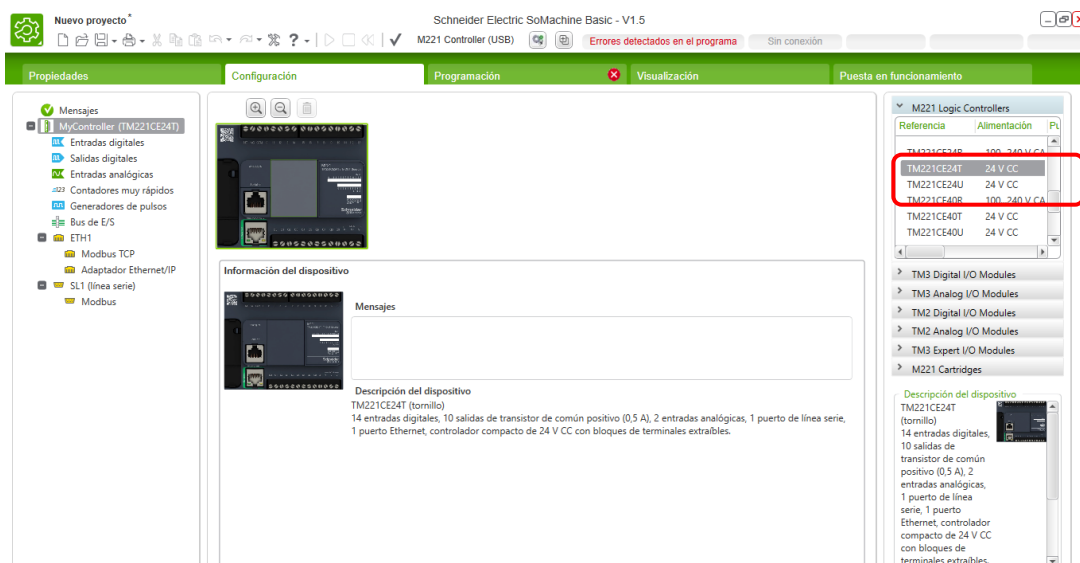 Nuevo proyecto*
Schneider Electric SoMachine Basic - V1.5
M221 Controller (USB)
Errores detectados en el programa
Sin conexión
Propiedades
Configuración
Programación
Visualización
Puesta en funcionamiento
Mensajes
MyController (TM221CE24T)
Entradas digitales
Salidas digitales
Entradas analógicas
Contadores muy rápidos
Generadores de pulsos
Bus de E/S
ETH1
Modbus TCP
Adaptador Ethernet/IP
SL1 (línea serie)
Modbus
Información del dispositivo
Mensajes
Descripción del dispositivo
TM221CE24T (tornillo)
14 entradas digitales, 10 salidas de transistor de común positivo (0,5 A), 2 entradas analógicas, 1 puerto de línea serie,
1 puerto Ethernet, controlador compacto de 24 V CC con bloques de terminales extraíbles.
M221 Logic Controllers
Referencia Alimentación Pu
TM221CE24R 100...240 V CA
TM221CE24T 24 V CC
TM221CE24U 24 V CC
TM221CE40R 100...240 V CA
TM221CE40T 24 V CC
TM221CE40U 24 V CC
TM3 Digital I/O Modules
TM3 Analog I/O Modules
TM2 Digital I/O Modules
TM2 Analog I/O Modules
TM3 Expert I/O Modules
M221 Cartridges
Descripción del dispositivo
TM221CE24T
(tornillo)
14 entradas digitales,
10 salidas de
transistor de común
positivo (0,5 A), 2
entradas analógicas,
1 puerto de línea
serie, 1 puerto
Ethernet, controlador
compacto de 24 V CC
con bloques de
terminales extraíbles.